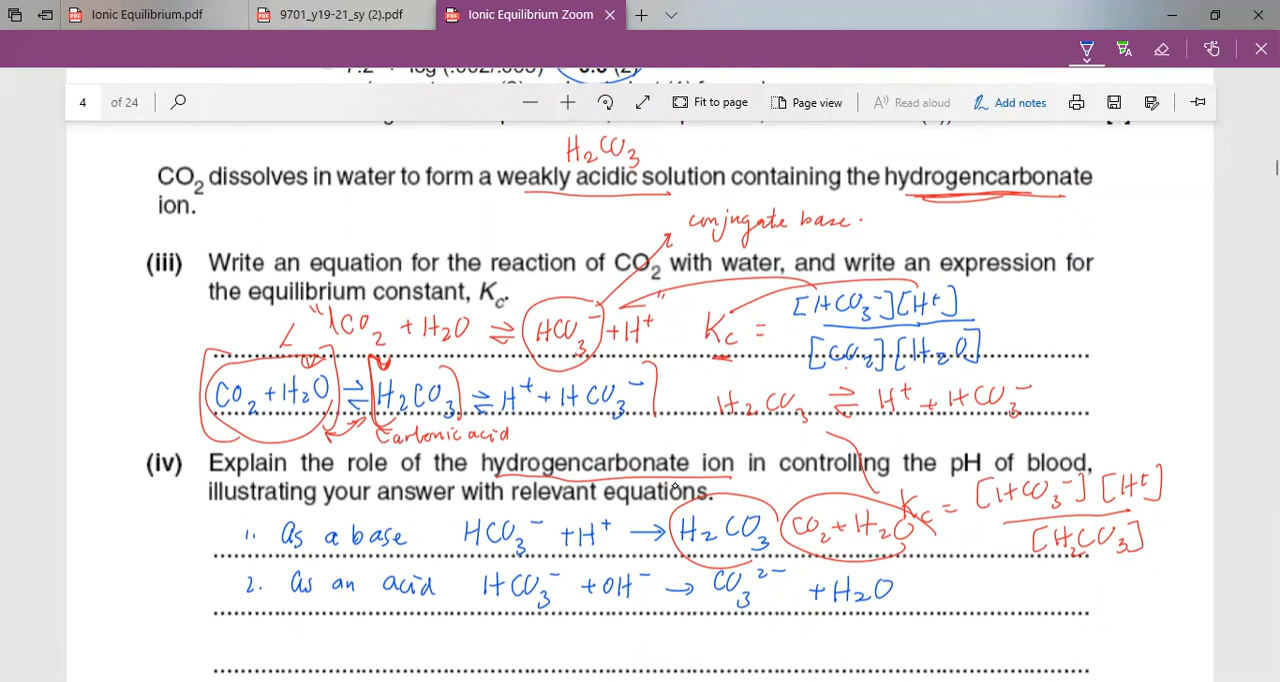 Ionic Equilibrium.pdf
9701_y19-21_sy (2).pdf
Ionic Equilibrium Zoom
4 of 24
Fit to page
Page view
Read aloud
Add notes
H₂CO₃
CO₂ dissolves in water to form a weakly acidic solution containing the hydrogencarbonate
ion.
conjugate base.
(iii) Write an equation for the reaction of CO₂ with water, and write an expression for
the equilibrium constant, Kc.
CO₂ + H₂O ⇌ HCO₃⁻ + H⁺ Kc = [HCO₃⁻][H⁺] / [CO₂][H₂O]
CO₂ + H₂O ⇌ H₂CO₃ ⇌ H⁺ + HCO₃⁻ H₂CO₃ ⇌ H⁺ + HCO₃⁻
Carbonic acid
(iv) Explain the role of the hydrogencarbonate ion in controlling the pH of blood,
illustrating your answer with relevant equations.
Kc = [HCO₃⁻][H⁺] / [H₂CO₃]
1. As a base HCO₃⁻ + H⁺ → H₂CO₃ CO₂ + H₂O
2. As an acid HCO₃⁻ + OH⁻ → CO₃²⁻ + H₂O